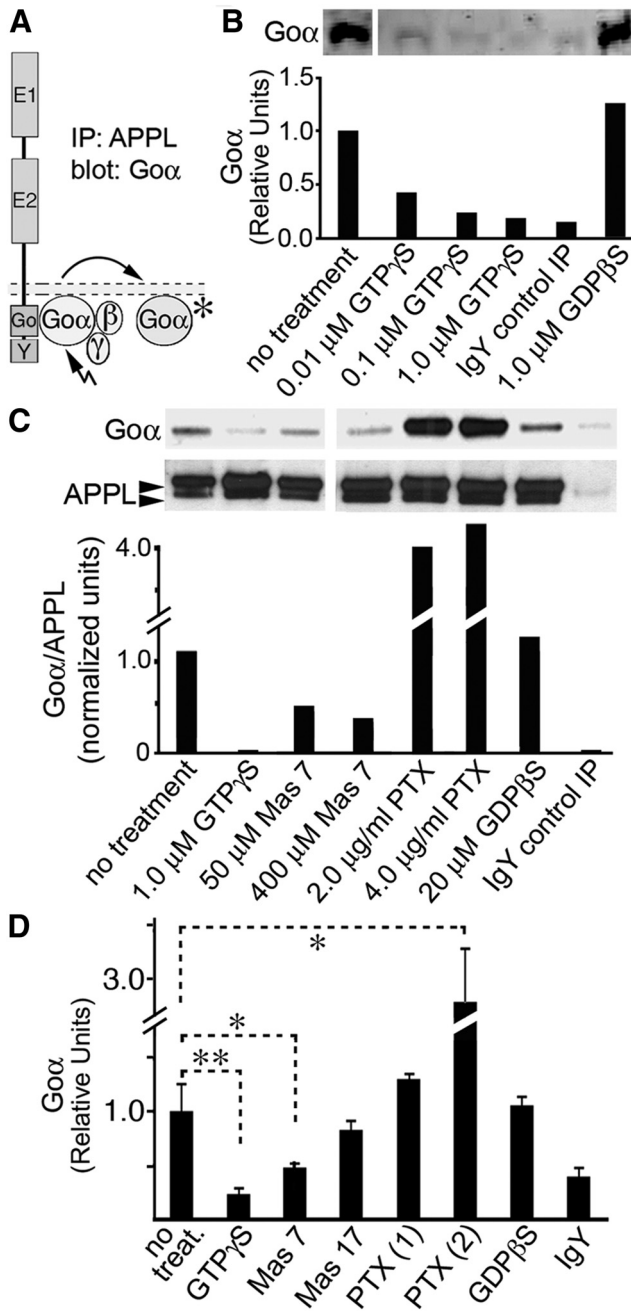 A
E1
IP: APPL
blot: Goα
E2
Go
Goα
β
γ
Goα
*
Y
B
Goα
1.5
1.0
0.5
0.0
Goα
(Relative Units)
no treatment
0.01 µM GTPγS
0.1 µM GTPγS
1.0 µM GTPγS
IgY control IP
1.0 µM GDPβS
C
Goα
APPL
4.0
1.0
0
Goα/APPL
(normalized units)
no treatment
1.0 µM GTPγS
50 µM Mas 7
400 µM Mas 7
2.0 µg/ml PTX
4.0 µg/ml PTX
20 µM GDPβS
IgY control IP
D
*
3.0
*
**
1.0
Goα
(Relative Units)
no
treat.
GTPγS
Mas 7
Mas 17
PTX (1)
PTX (2)
GDPβS
IgY